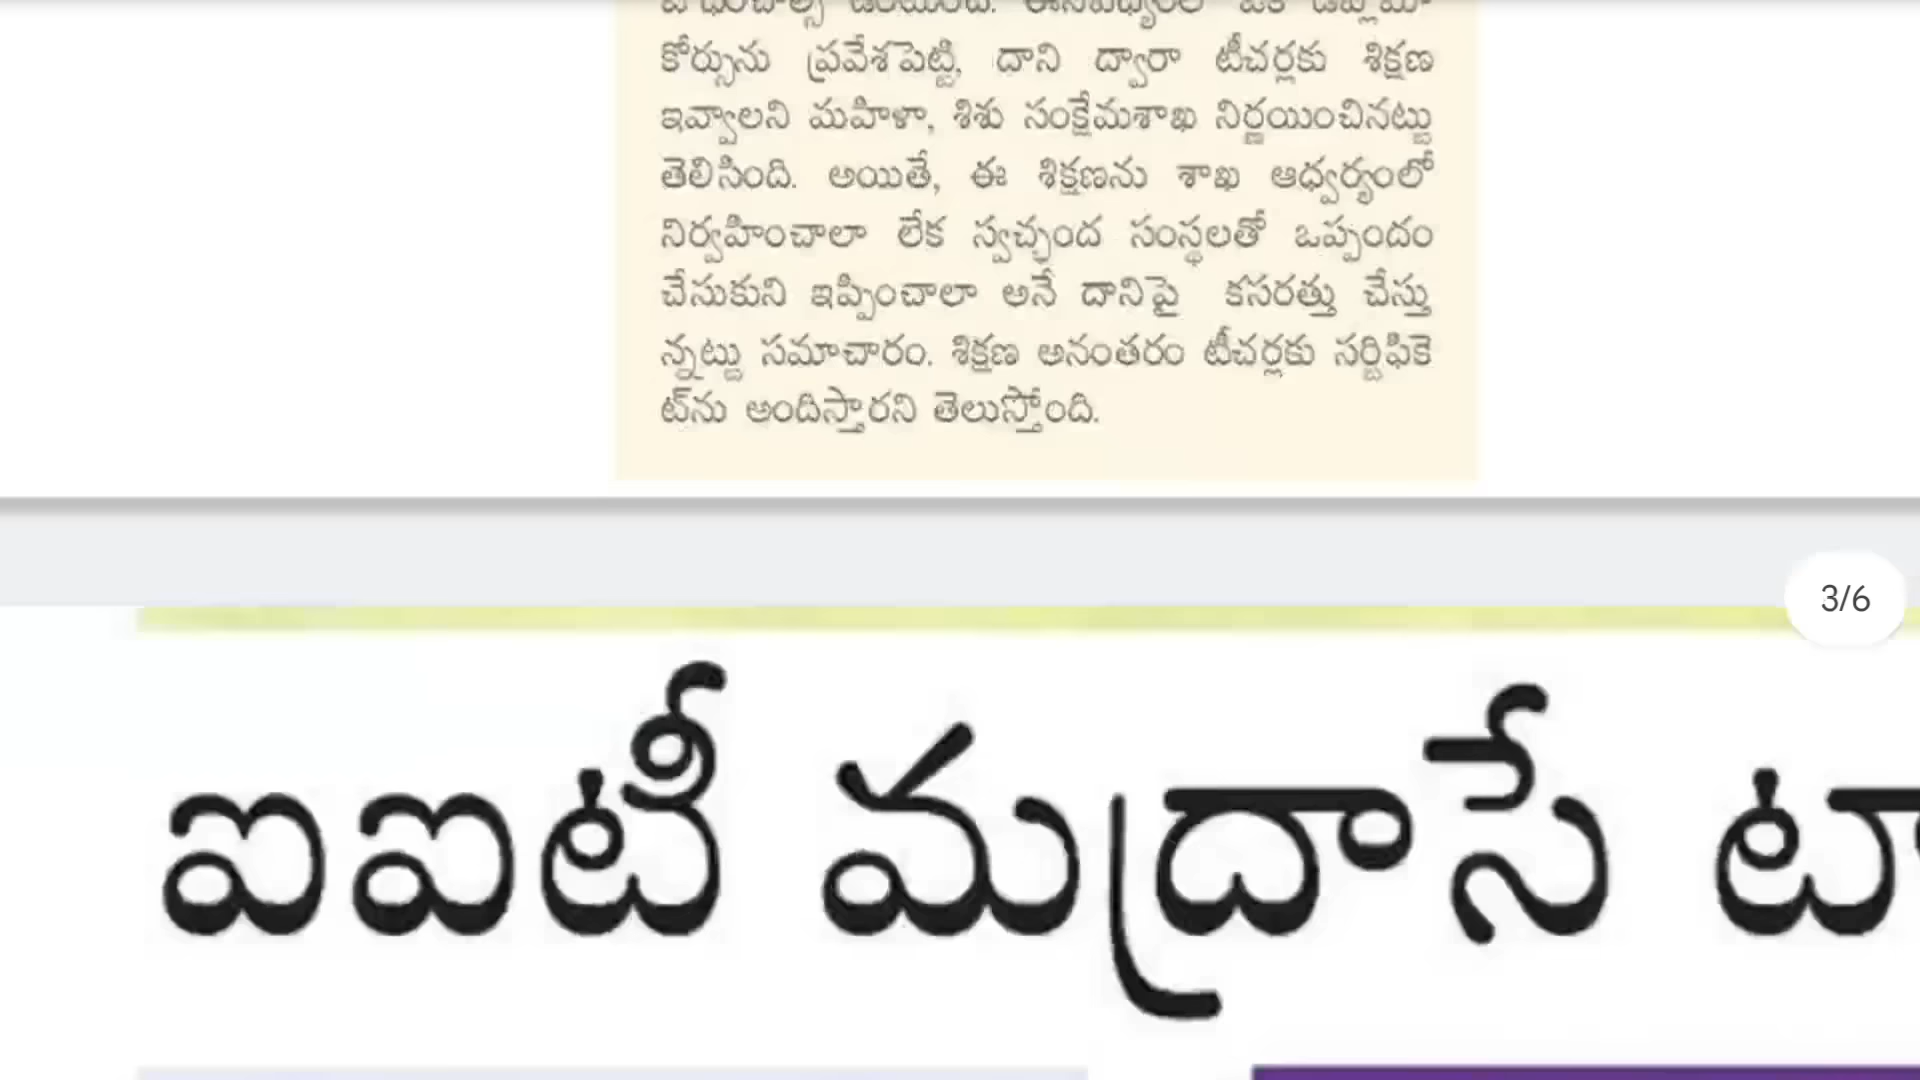 కోర్సును ప్రవేశపెట్టి, దాని ద్వారా టీచర్లకు శిక్షణ
ఇవ్వాలని మహిళా, శిశు సంక్షేమశాఖ నిర్ణయించినట్టు
తెలిసింది. అయితే, ఈ శిక్షణను శాఖ ఆధ్వర్యంలో
నిర్వహించాలా లేక స్వచ్ఛంద సంస్థలతో ఒప్పందం
చేసుకుని ఇప్పించాలా అనే దానిపై కసరత్తు చేస్తు
న్నట్టు సమాచారం. శిక్షణ అనంతరం టీచర్లకు సర్టిఫికె
ట్‌ను అందిస్తారని తెలుస్తోంది.
3/6
ఐఐటీ మద్రాసే టా